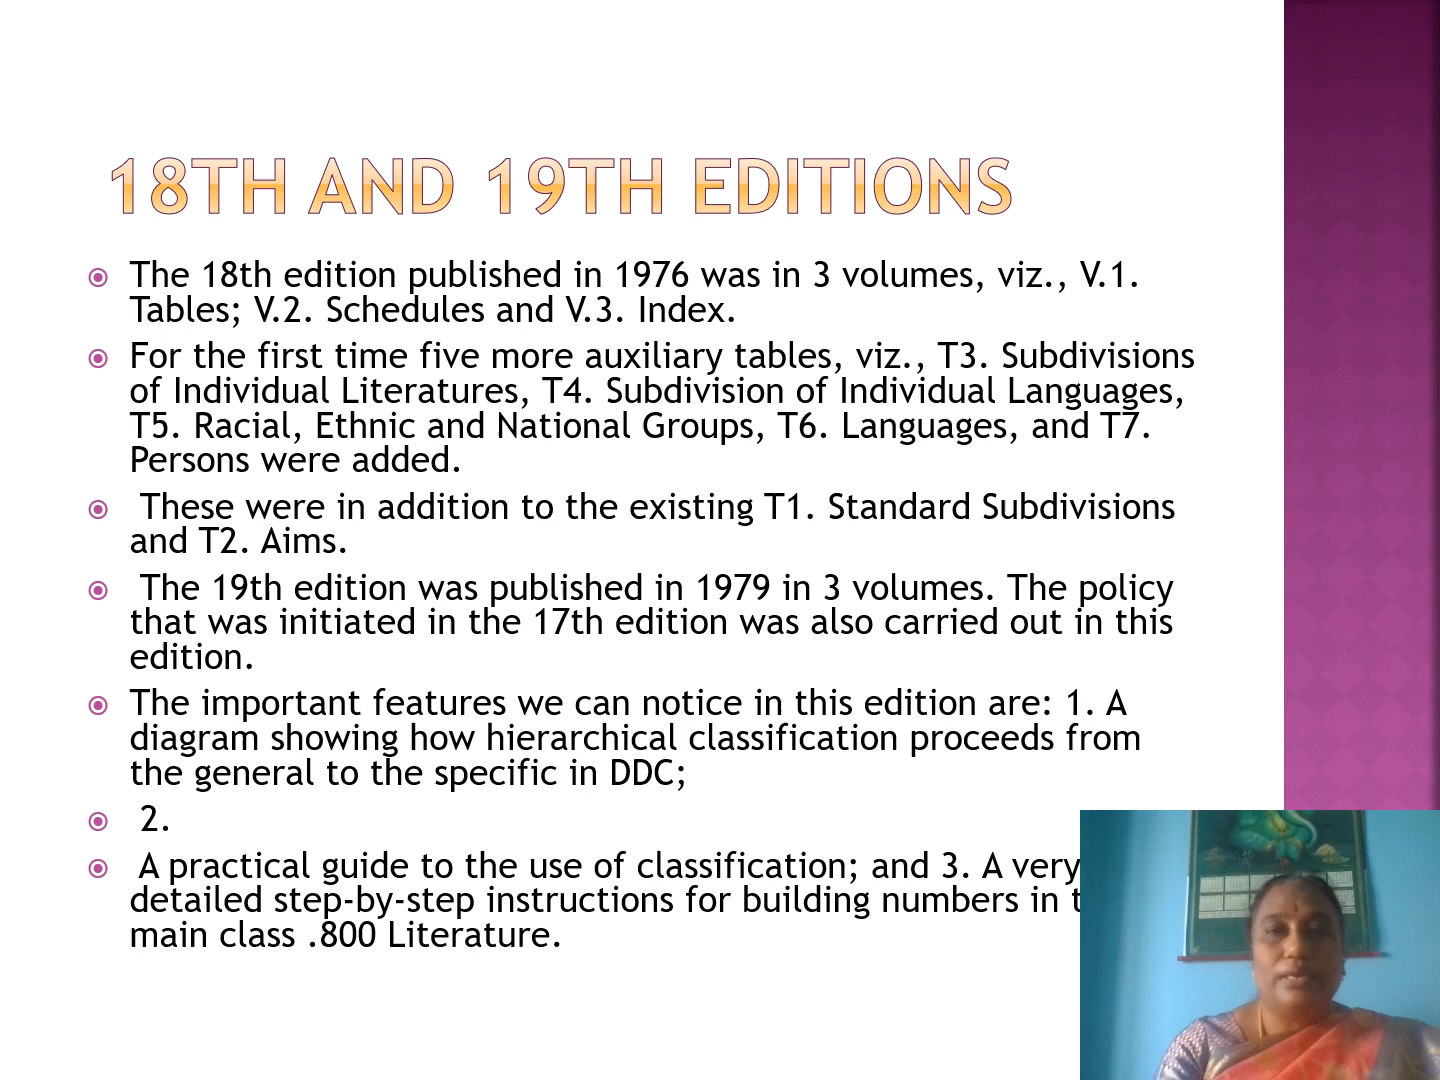 18TH AND 19TH EDITIONS
The 18th edition published in 1976 was in 3 volumes, viz., V.1.
Tables; V.2. Schedules and V.3. Index.
For the first time five more auxiliary tables, viz., T3. Subdivisions
of Individual Literatures, T4. Subdivision of Individual Languages,
T5. Racial, Ethnic and National Groups, T6. Languages, and T7.
Persons were added.
These were in addition to the existing T1. Standard Subdivisions
and T2. Aims.
The 19th edition was published in 1979 in 3 volumes. The policy
that was initiated in the 17th edition was also carried out in this
edition.
The important features we can notice in this edition are: 1. A
diagram showing how hierarchical classification proceeds from
the general to the specific in DDC;
2.
A practical guide to the use of classification; and 3. A very
detailed step-by-step instructions for building numbers in
main class .800 Literature.